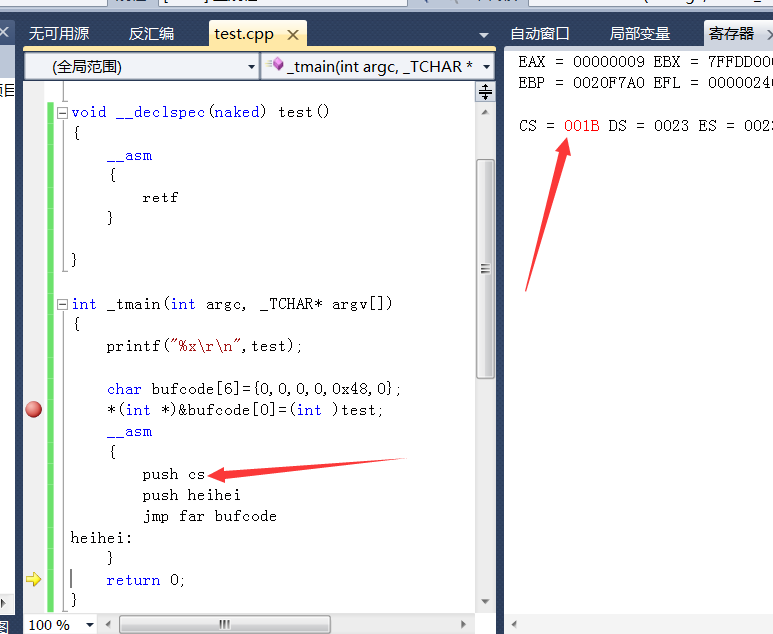 无可用源 反汇编 test.cpp
(全局范围) _tmain(int argc, _TCHAR *
void __declspec(naked) test()
{
__asm
{
retf
}
}
int _tmain(int argc, _TCHAR* argv[])
{
printf("%x\r\n",test);
char bufcode[6]={0,0,0,0,0x48,0};
*(int *)&bufcode[0]=(int )test;
__asm
{
push cs
push heihei
jmp far bufcode
heihei:
}
return 0;
}
100 %
自动窗口 局部变量 寄存器
EAX = 00000009 EBX = 7FFDD00
EBP = 0020F7A0 EFL = 0000024
CS = 001B DS = 0023 ES = 002